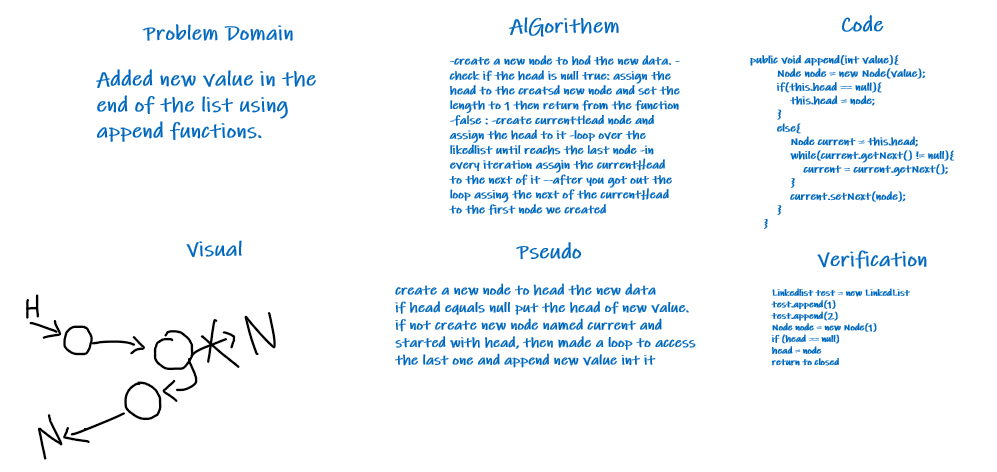 Problem Domain
Added new value in the
end of the list using
append functions.
AlGorithem
-create a new node to hod the new data. -
check if the head is null true: assign the
head to the creatsd new node and set the
length to 1 then return from the function
-false : -create currentHead node and
assign the head to it -loop over the
likedlist until reachs the last node -in
every iteration assgin the currentHead
to the next of it --after you got out the
loop assing the next of the currentHead
to the first node we created
Code
public void append(int value){
Node node = new Node(value);
if(this.head == null){
this.head = node;
}
else{
Node current = this.head;
while(current.getNext() != null){
current = current.getNext();
}
current.setNext(node);
}
}
Visual
H
N
N
Pseudo
create a new node to head the new data
if head equals null put the head of new value.
if not create new node named current and
started with head, then made a loop to access
the last one and append new value int it
Verification
Linkedlist test = new LinkedList
test.append(1)
test.append(2)
Node node = new Node(1)
if (head == null)
head = node
return to closed